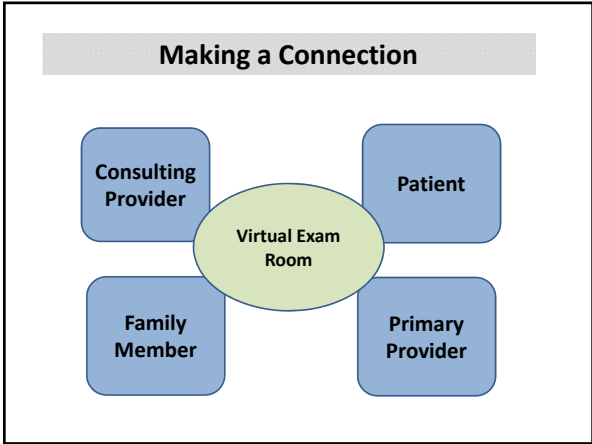 Making a Connection
Consulting
Provider
Patient
Virtual Exam
Room
Family
Member
Primary
Provider